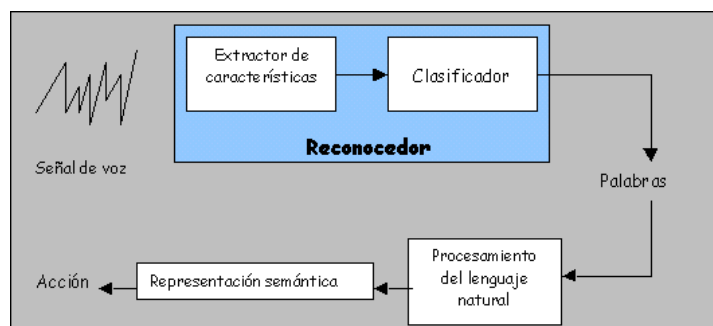 Extractor de
características
Clasificador
Reconocedor
Señal de voz
Palabras
Procesamiento
del lenguaje
natural
Representación semántica
Acción